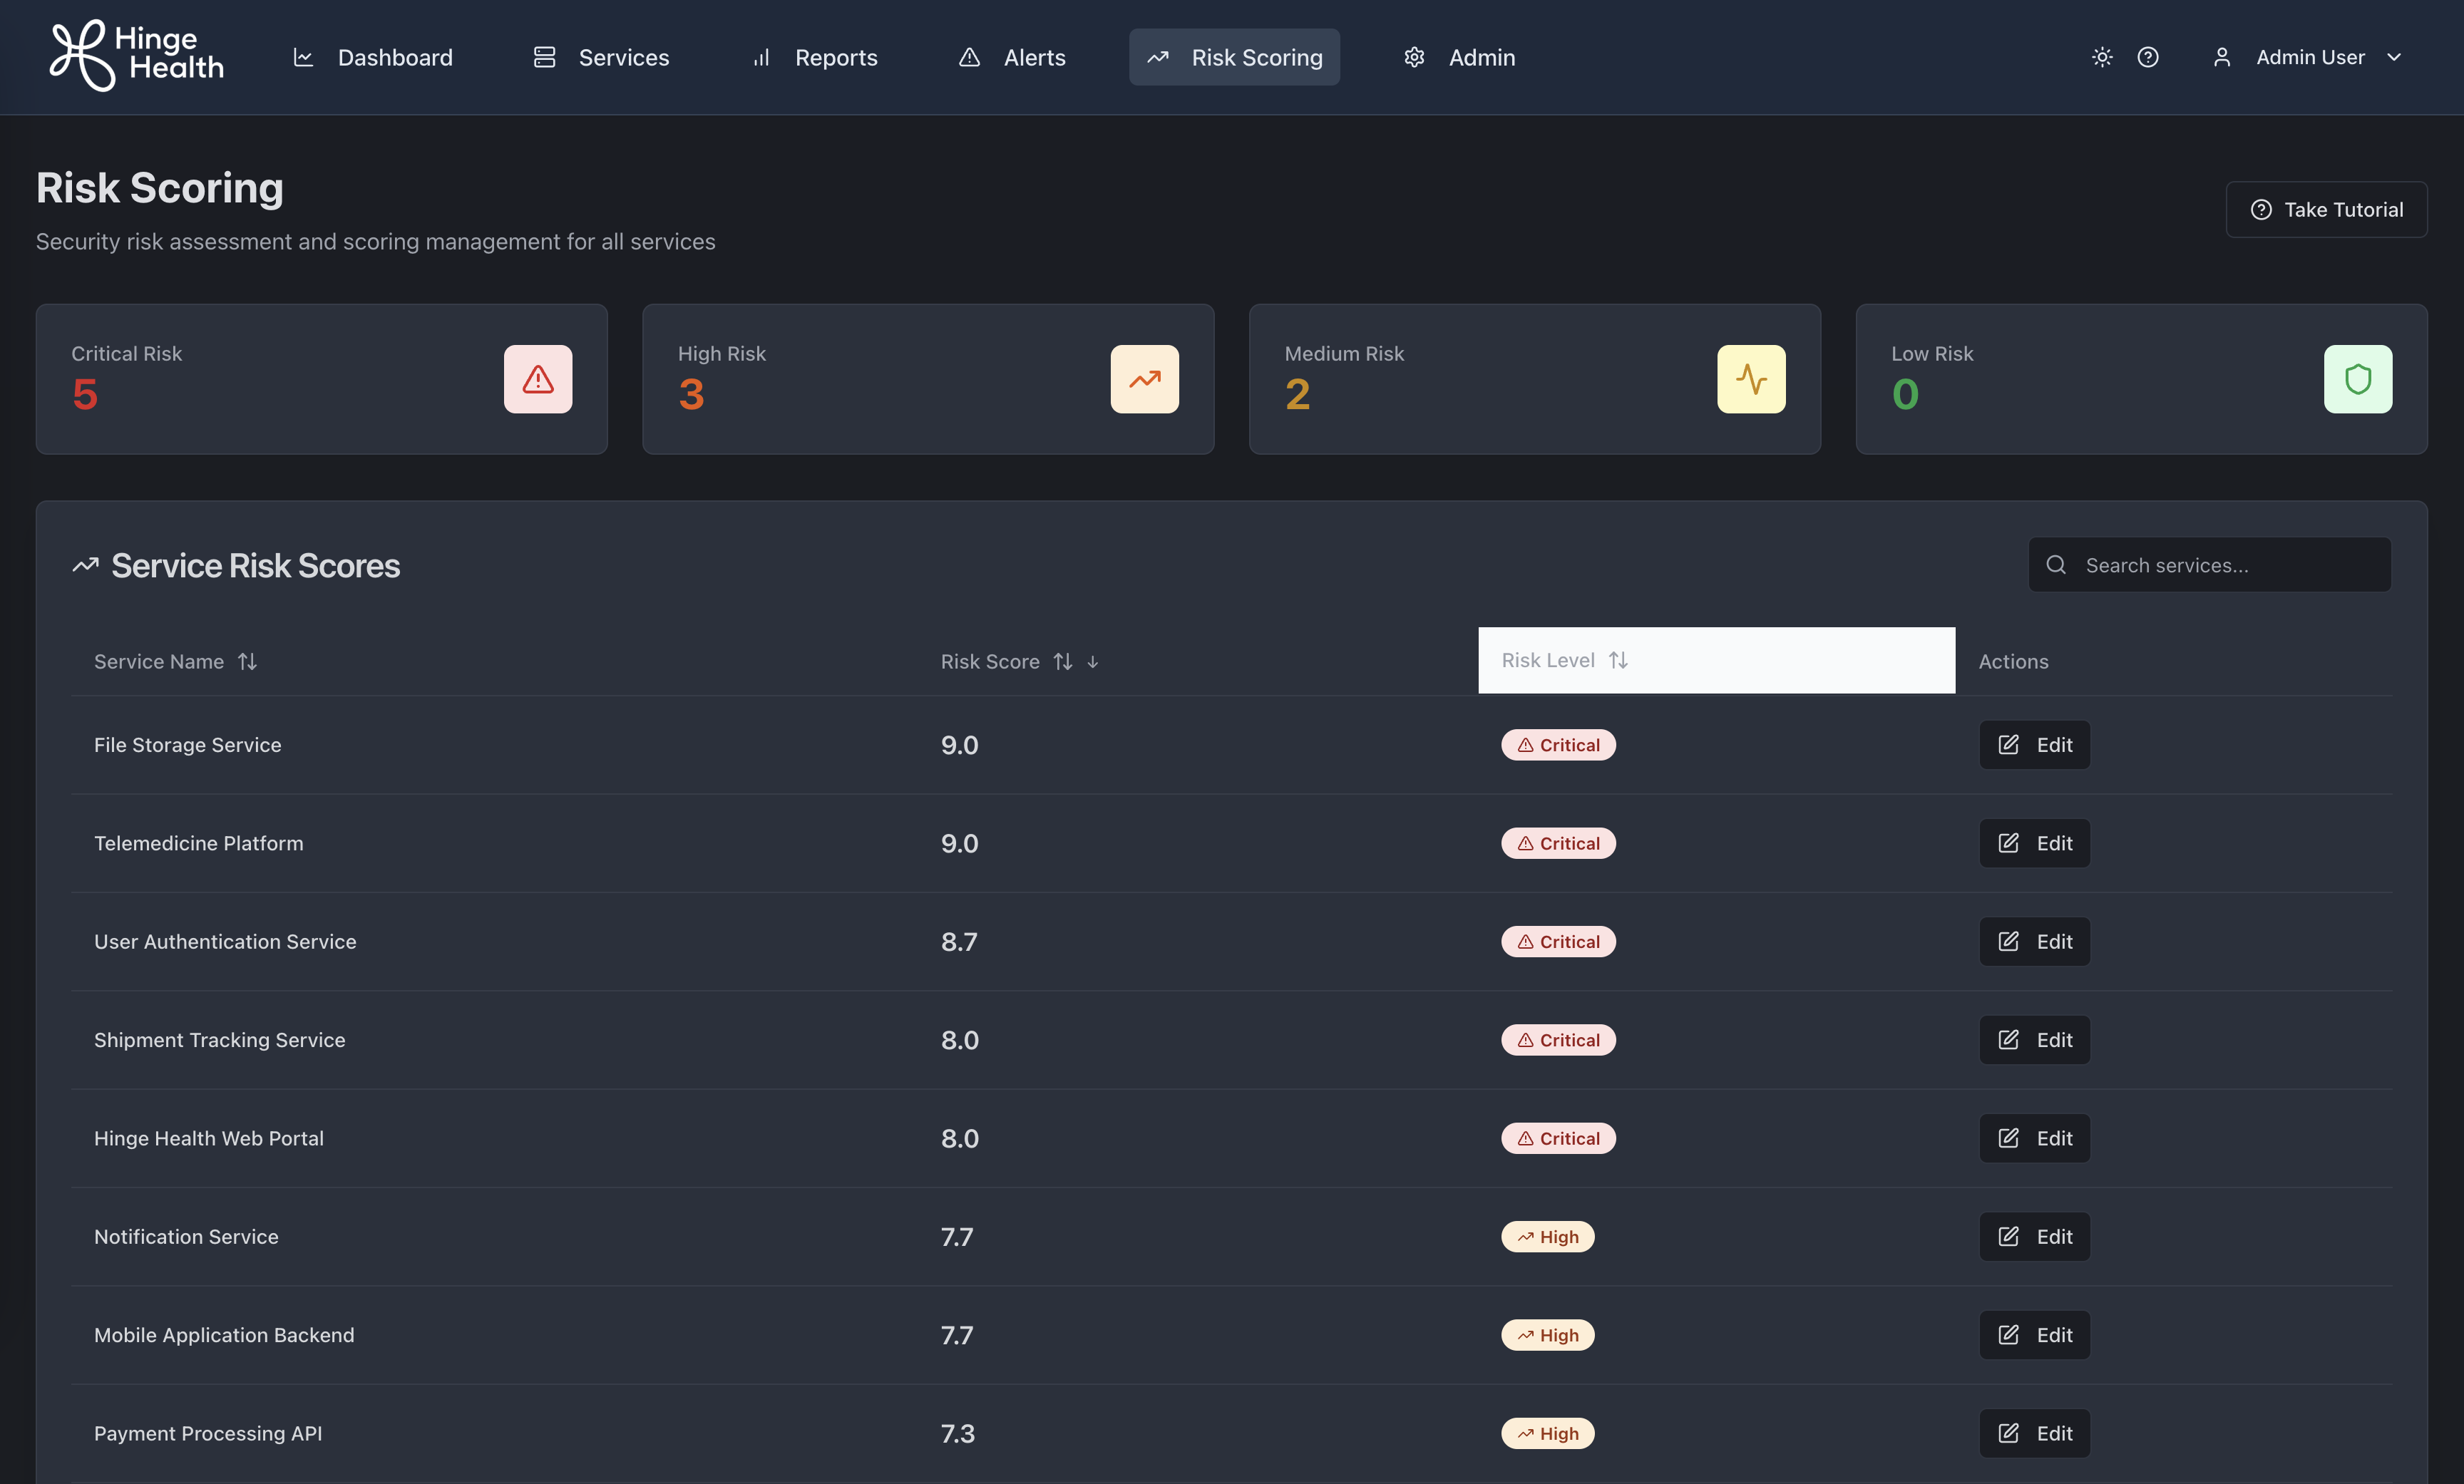 Hinge
Health
Dashboard
Services
Reports
Alerts
Risk Scoring
Admin
Admin User
Risk Scoring
Security risk assessment and scoring management for all services
Take Tutorial
Critical Risk
5
High Risk
3
Medium Risk
2
Low Risk
0
Service Risk Scores
Search services...
Service Name Risk Score Risk Level Actions
File Storage Service 9.0 Critical Edit
Telemedicine Platform 9.0 Critical Edit
User Authentication Service 8.7 Critical Edit
Shipment Tracking Service 8.0 Critical Edit
Hinge Health Web Portal 8.0 Critical Edit
Notification Service 7.7 High Edit
Mobile Application Backend 7.7 High Edit
Payment Processing API 7.3 High Edit